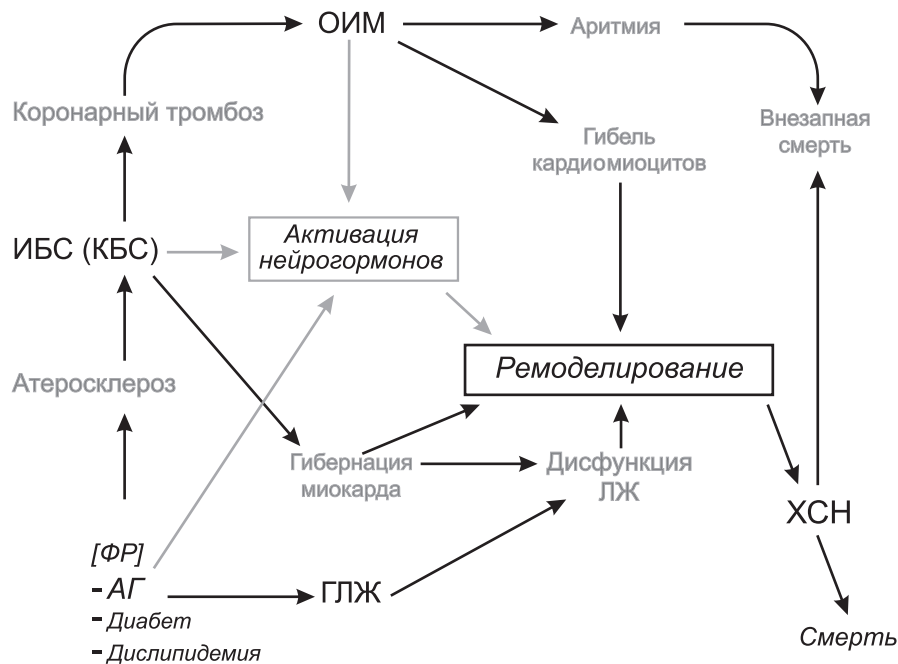 ОИМ
Аритмия
Коронарный тромбоз
Внезапная
смерть
Гибель
кардиомиоцитов
ИБС (КБС)
Активация
нейрогормонов
Ремоделирование
Атеросклероз
Гибернация
миокарда
Дисфункция
ЛЖ
ХСН
[ФР]
- АГ
- Диабет
- Дислипидемия
ГЛЖ
Смерть